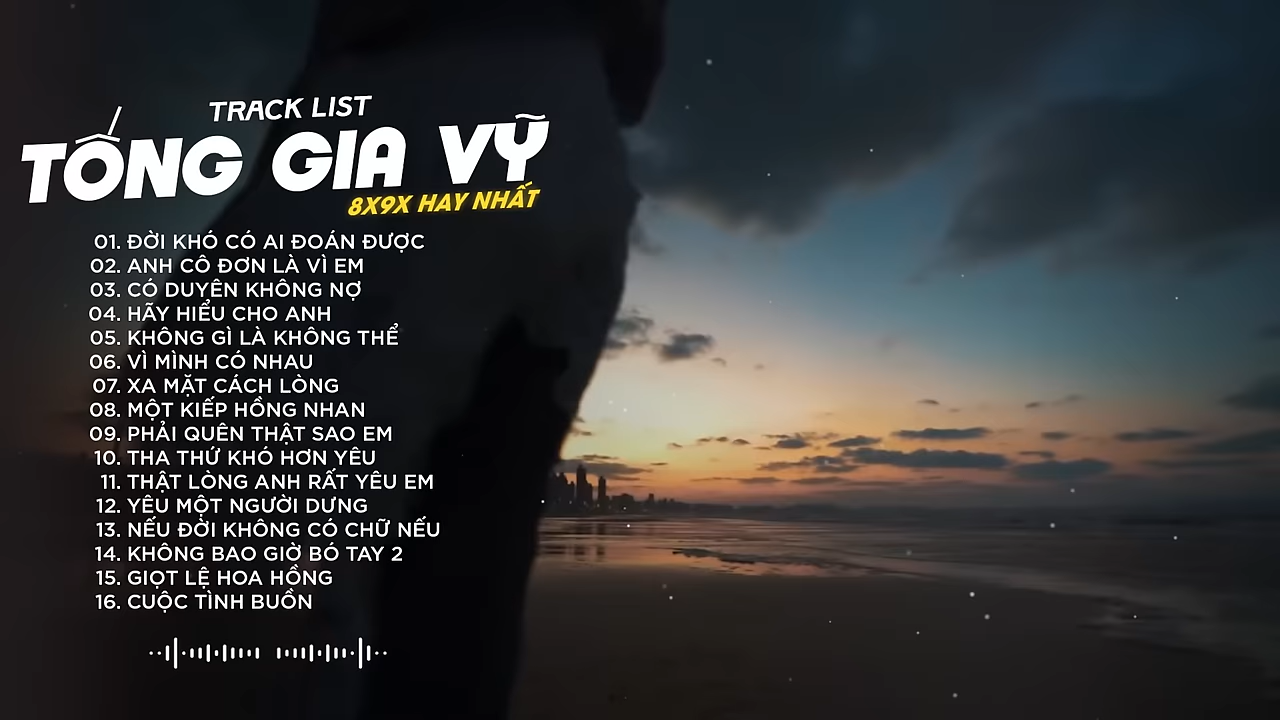 TRACK LIST
TỐNG GIA VỸ
8X9X HAY NHẤT
01. ĐỜI KHÓ CÓ AI ĐOÁN ĐƯỢC
02. ANH CÔ ĐƠN LÀ VÌ EM
03. CÓ DUYÊN KHÔNG NỢ
04. HÃY HIỂU CHO ANH
05. KHÔNG GÌ LÀ KHÔNG THỂ
06. VÌ MÌNH CÓ NHAU
07. XA MẶT CÁCH LÒNG
08. MỘT KIẾP HỒNG NHAN
09. PHẢI QUÊN THẬT SAO EM
10. THA THỨ KHÓ HƠN YÊU
11. THẬT LÒNG ANH RẤT YÊU EM
12. YÊU MỘT NGƯỜI DƯNG
13. NẾU ĐỜI KHÔNG CÓ CHỮ NẾU
14. KHÔNG BAO GIỜ BÓ TAY 2
15. GIỌT LỆ HOA HỒNG
16. CUỘC TÌNH BUỒN